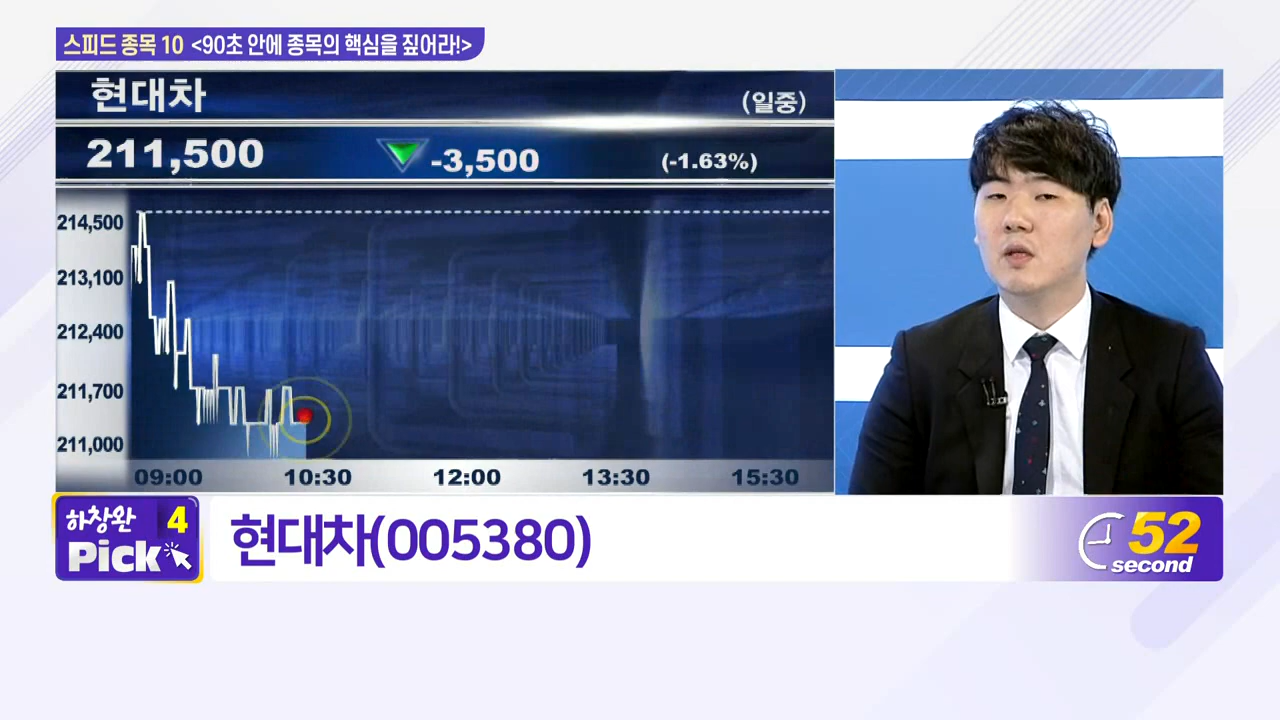 스피드 종목 10 <90초 안에 종목의 핵심을 짚어라!>
현대차
(일중)
211,500 -3,500 (-1.63%)
214,500
213,100
212,400
211,700
211,000
09:00 10:30 12:00 13:30 15:30
하창완 4
Pick
현대차(005380)
52
second